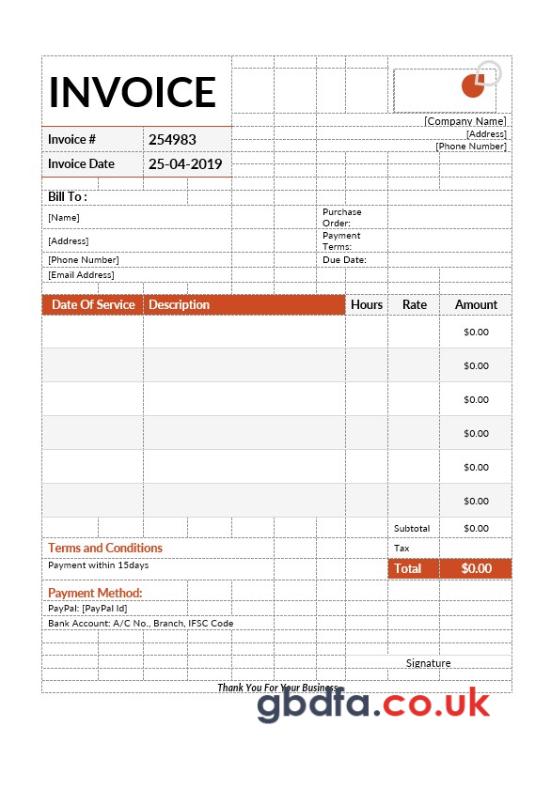 INVOICE
[Company Name]
[Address]
Invoice # 254983
[Phone Number]
Invoice Date 25-04-2019
Bill To :
[Name]
Purchase
Order:
[Address]
Payment
Terms:
[Phone Number] Due Date:
[Email Address]
Date Of Service Description Hours Rate Amount
$0.00
$0.00
$0.00
$0.00
$0.00
$0.00
Subtotal $0.00
Terms and Conditions Tax
Payment within 15days
Total $0.00
Payment Method:
PayPal: [PayPal Id]
Bank Account: A/C No., Branch, IFSC Code
Signature
Thank You For Your Business
gbdfa.co.uk